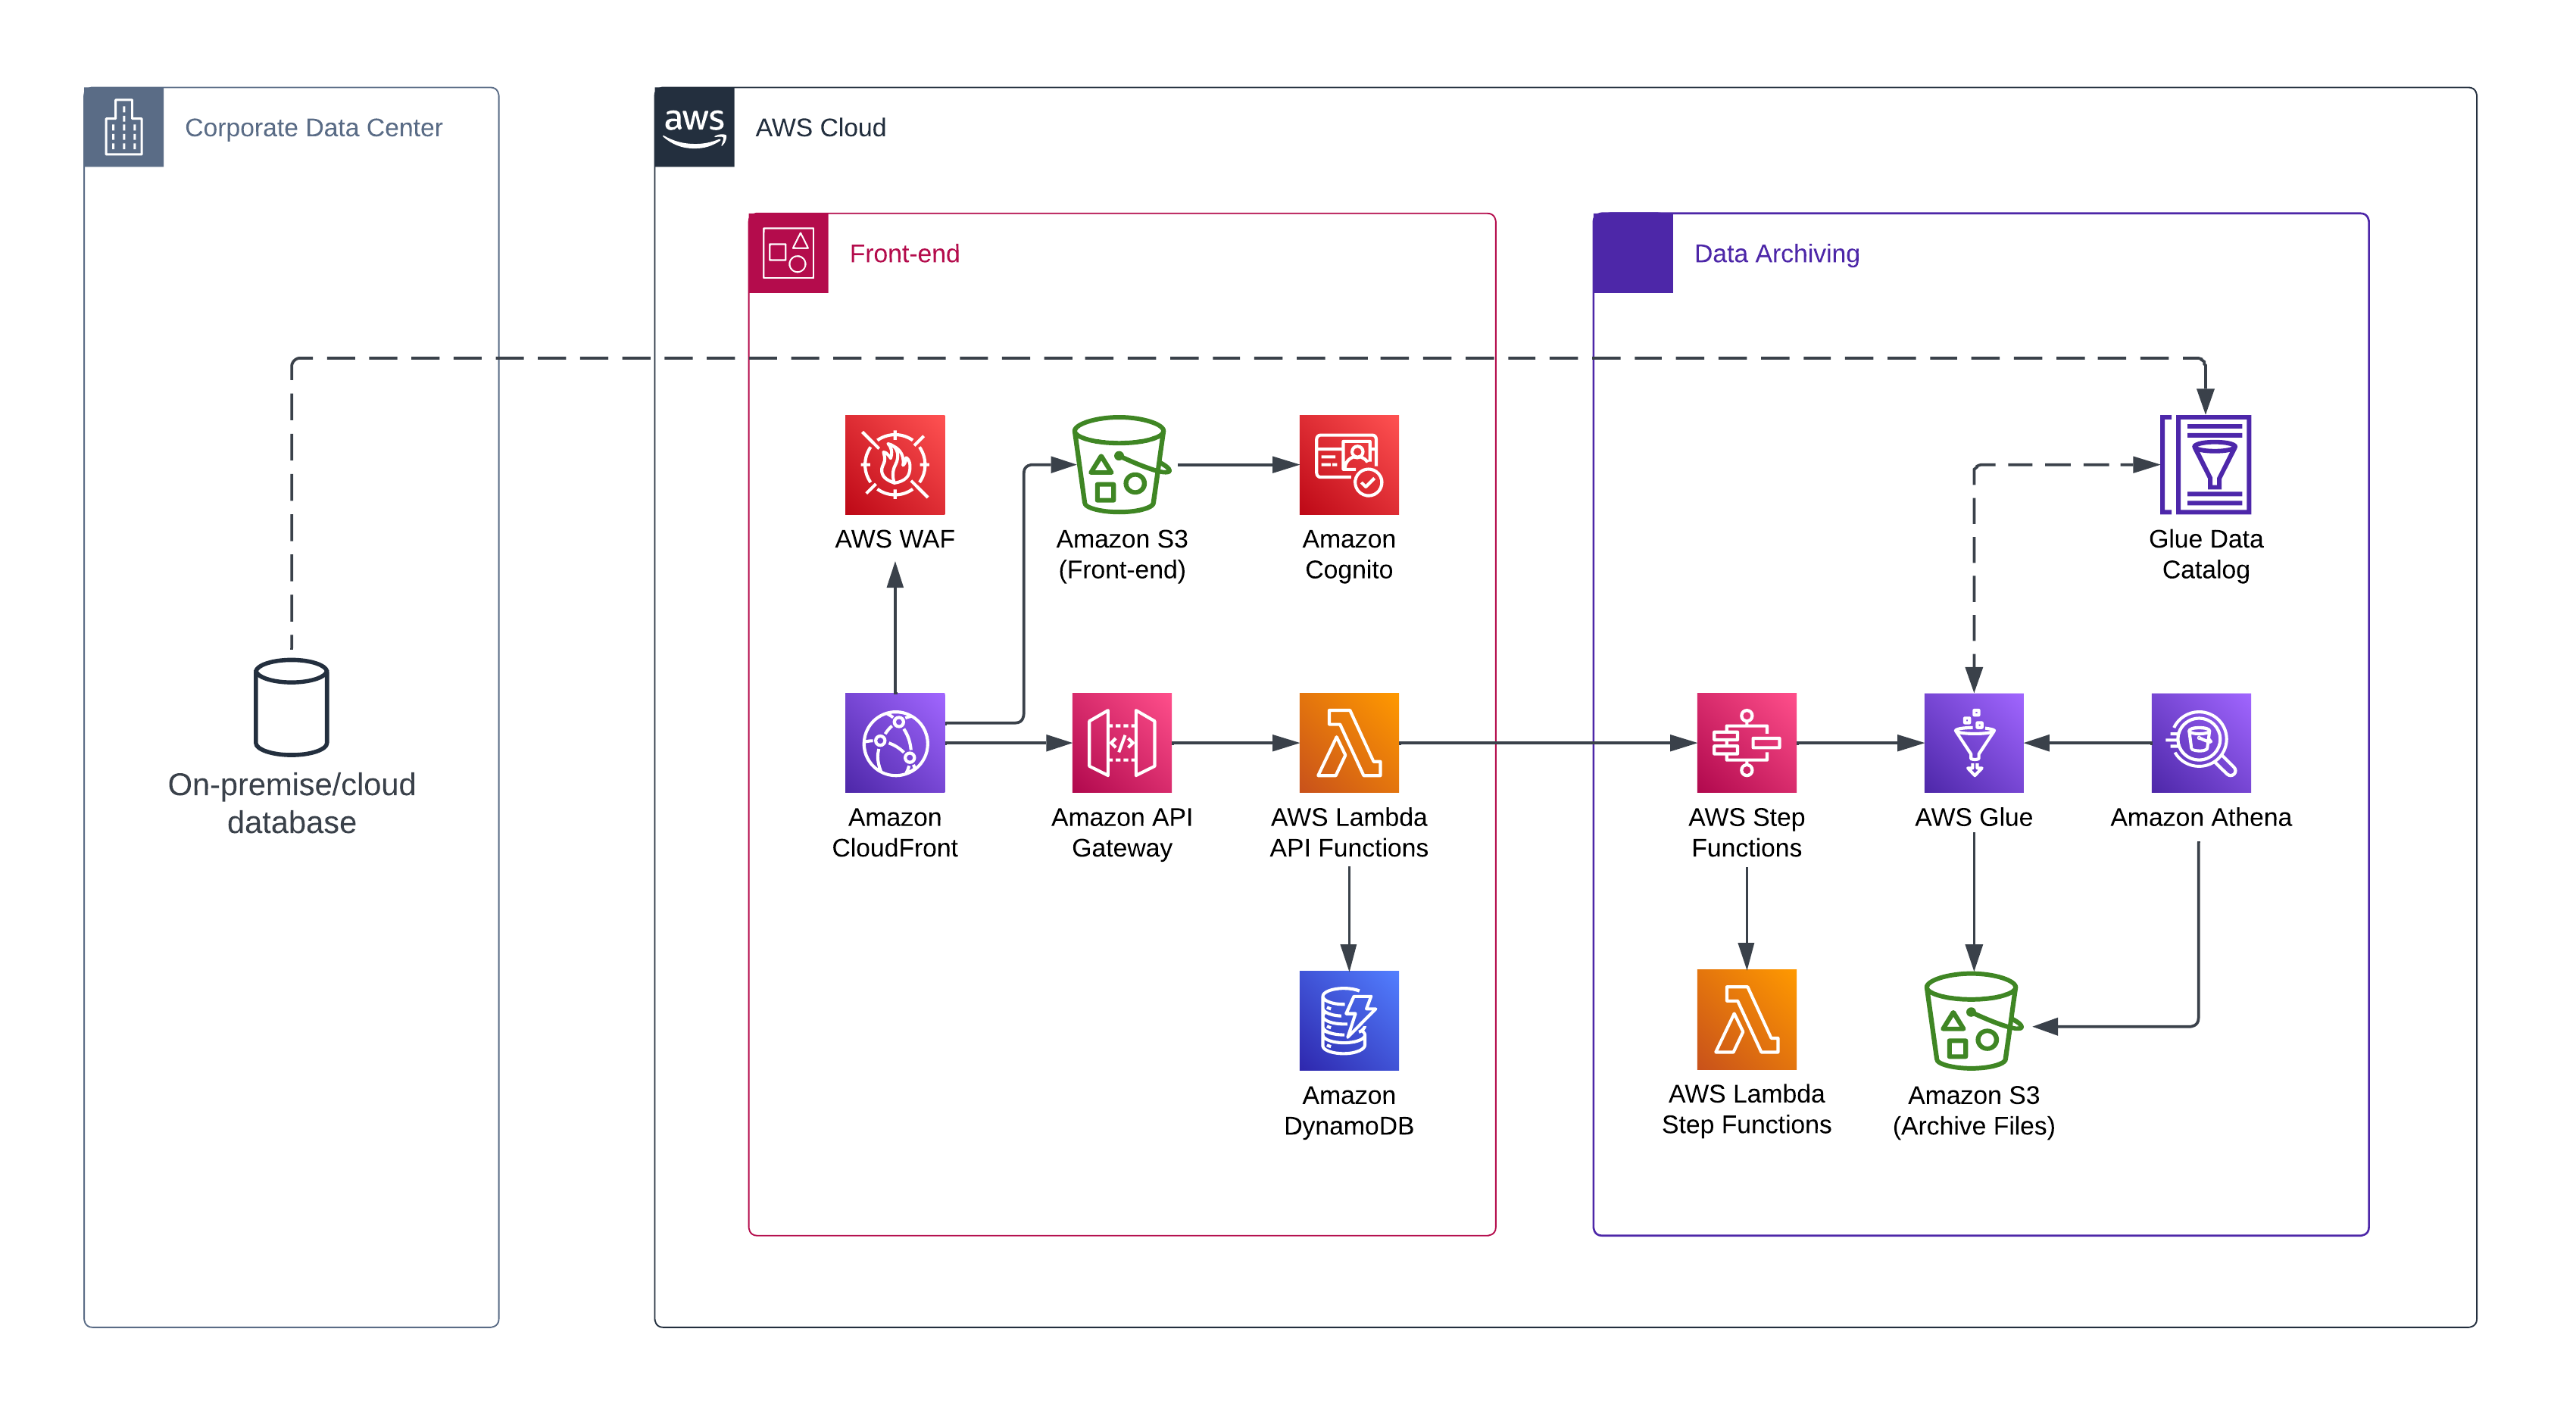 Corporate Data Center
aws
AWS Cloud
Front-end
Data Archiving
AWS WAF
Amazon S3
(Front-end)
Amazon
Cognito
Glue Data
Catalog
On-premise/cloud
database
Amazon
CloudFront
Amazon API
Gateway
AWS Lambda
API Functions
AWS Step
Functions
AWS Glue
Amazon Athena
Amazon
DynamoDB
AWS Lambda
Step Functions
Amazon S3
(Archive Files)